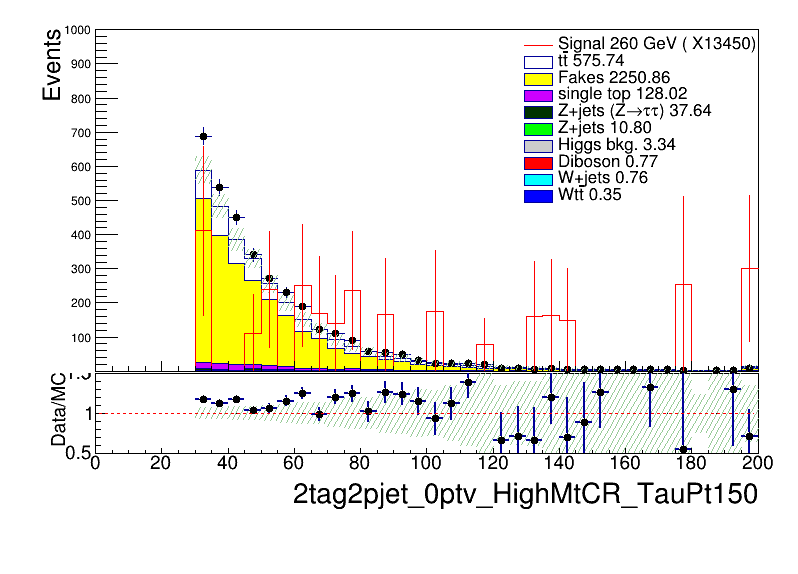 1000
900
800
700
600
500
400
300
200
100
Events
Signal 260 GeV ( X13450)
tt̄ 575.74
Fakes 2250.86
single top 128.02
Z+jets (Z→ττ) 37.64
Z+jets 10.80
Higgs bkg. 3.34
Diboson 0.77
W+jets 0.76
Wtt̄ 0.35
Data/MC
1.5
1
0.5
0 20 40 60 80 100 120 140 160 180 200
2tag2pjet_0ptv_HighMtCR_TauPt150